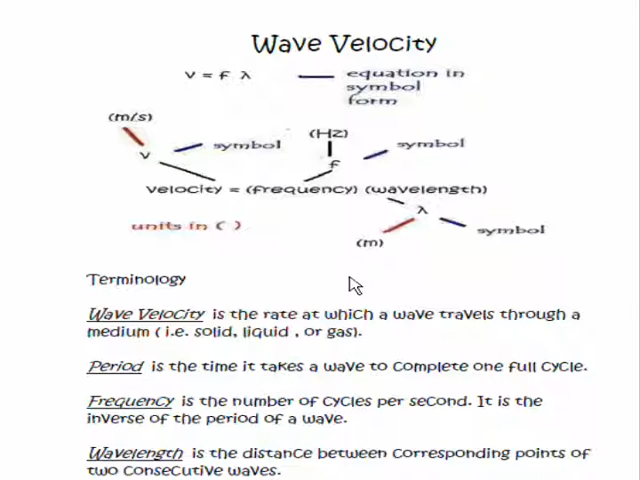 Wave Velocity
v = f λ
equation in
symbol
form
(m/s)
symbol
(Hz)
symbol
v
f
velocity = (frequency) (wavelength)
λ
units in ( )
(m)
symbol
Terminology
Wave Velocity is the rate at which a wave travels through a
medium ( i.e. solid, liquid , or gas).
Period is the time it takes a wave to complete one full cycle.
Frequency is the number of cycles per second. It is the
inverse of the period of a wave.
Wavelength is the distance between corresponding points of
two consecutive waves.